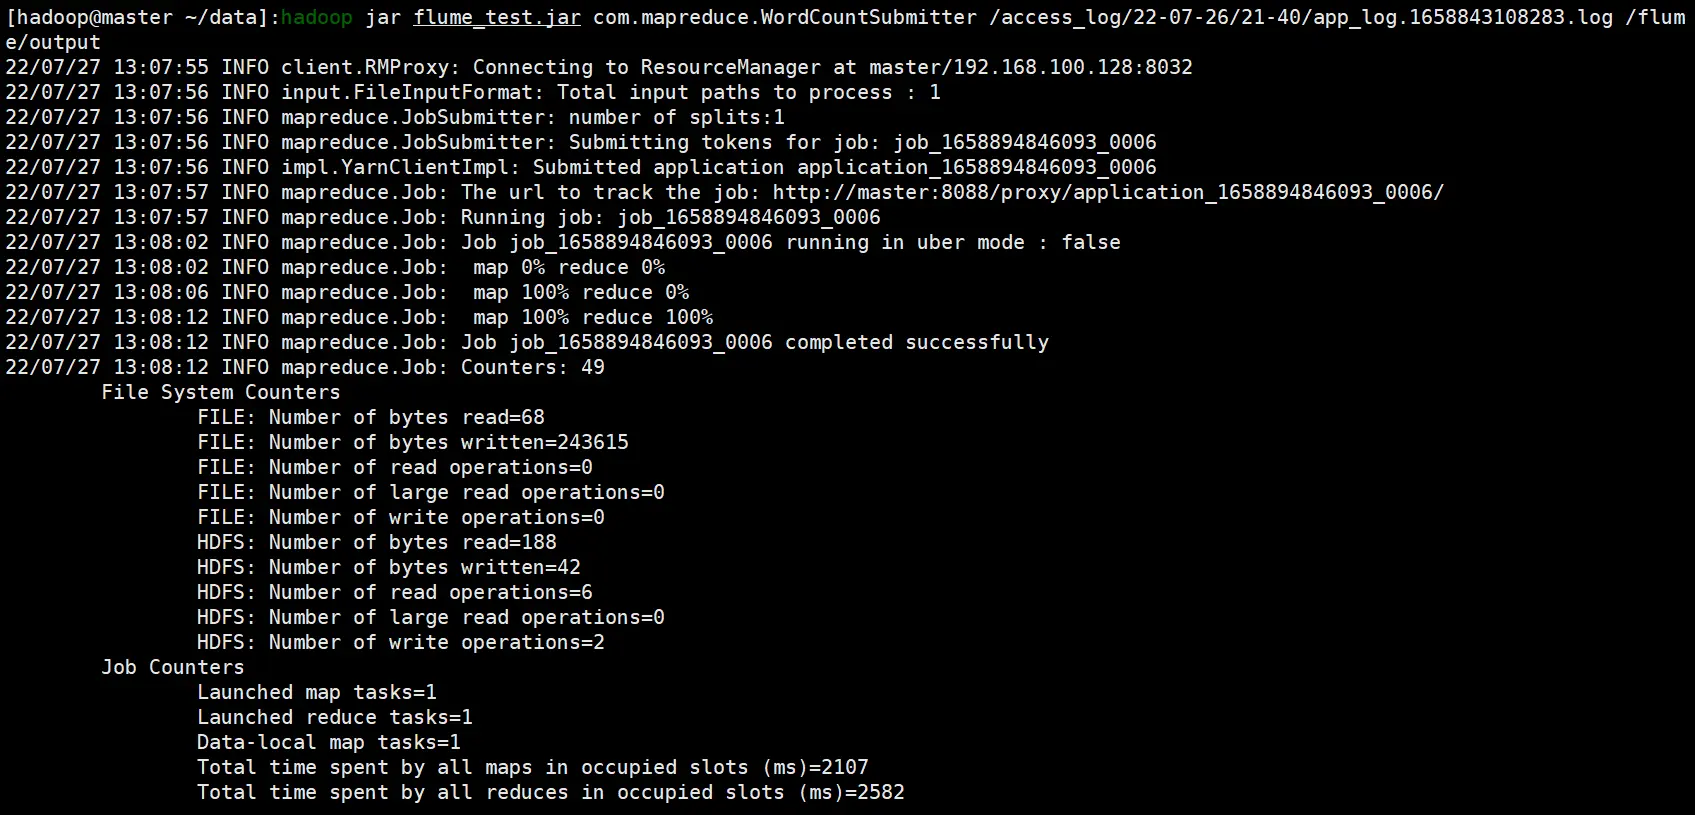 [hadoop@master ~/data]:hadoop jar flume_test.jar com.mapreduce.WordCountSubmitter /access_log/22-07-26/21-40/app_log.1658843108283.log /flum
e/output
22/07/27 13:07:55 INFO client.RMProxy: Connecting to ResourceManager at master/192.168.100.128:8032
22/07/27 13:07:56 INFO input.FileInputFormat: Total input paths to process : 1
22/07/27 13:07:56 INFO mapreduce.JobSubmitter: number of splits:1
22/07/27 13:07:56 INFO mapreduce.JobSubmitter: Submitting tokens for job: job_1658894846093_0006
22/07/27 13:07:56 INFO impl.YarnClientImpl: Submitted application application_1658894846093_0006
22/07/27 13:07:57 INFO mapreduce.Job: The url to track the job: http://master:8088/proxy/application_1658894846093_0006/
22/07/27 13:07:57 INFO mapreduce.Job: Running job: job_1658894846093_0006
22/07/27 13:08:02 INFO mapreduce.Job: Job job_1658894846093_0006 running in uber mode : false
22/07/27 13:08:02 INFO mapreduce.Job:  map 0% reduce 0%
22/07/27 13:08:06 INFO mapreduce.Job:  map 100% reduce 0%
22/07/27 13:08:12 INFO mapreduce.Job:  map 100% reduce 100%
22/07/27 13:08:12 INFO mapreduce.Job: Job job_1658894846093_0006 completed successfully
22/07/27 13:08:12 INFO mapreduce.Job: Counters: 49
        File System Counters
                FILE: Number of bytes read=68
                FILE: Number of bytes written=243615
                FILE: Number of read operations=0
                FILE: Number of large read operations=0
                FILE: Number of write operations=0
                HDFS: Number of bytes read=188
                HDFS: Number of bytes written=42
                HDFS: Number of read operations=6
                HDFS: Number of large read operations=0
                HDFS: Number of write operations=2
        Job Counters
                Launched map tasks=1
                Launched reduce tasks=1
                Data-local map tasks=1
                Total time spent by all maps in occupied slots (ms)=2107
                Total time spent by all reduces in occupied slots (ms)=2582